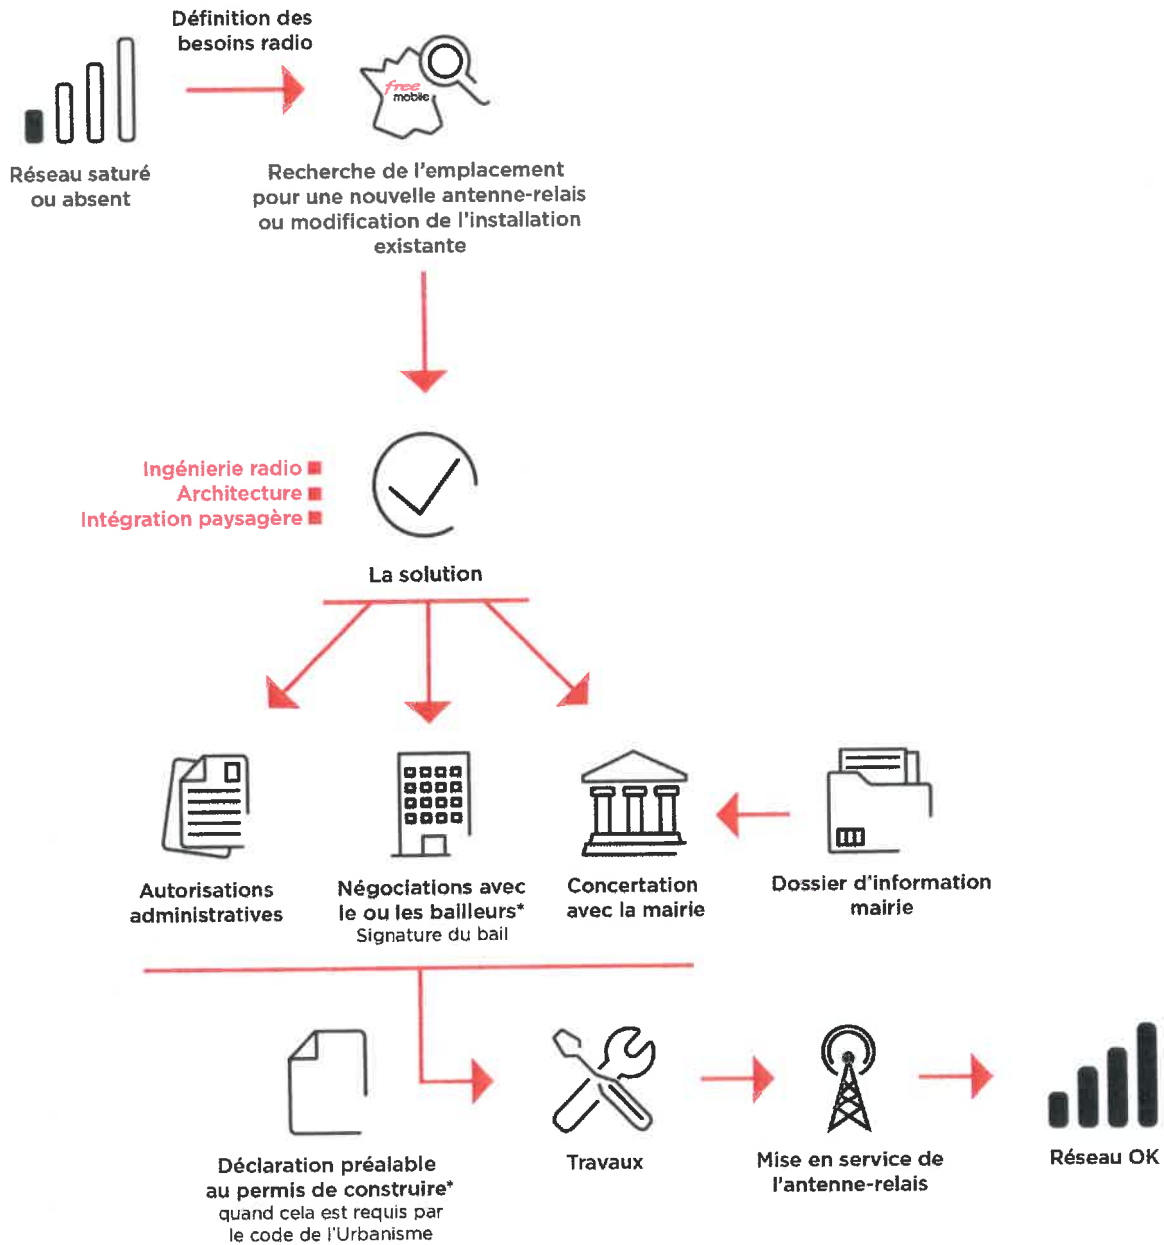 Définition des
besoins radio
free
mobile
Réseau saturé
ou absent
Recherche de l'emplacement
pour une nouvelle antenne-relais
ou modification de l'installation
existante
Ingénierie radio
Architecture
Intégration paysagère
La solution
Autorisations
administratives
Négociations avec
le ou les bailleurs*
Signature du bail
Concertation
avec la mairie
Dossier d'information
mairie
Déclaration préalable
au permis de construire*
quand cela est requis par
le code de l'Urbanisme
Travaux
Mise en service de
l'antenne-relais
Réseau OK